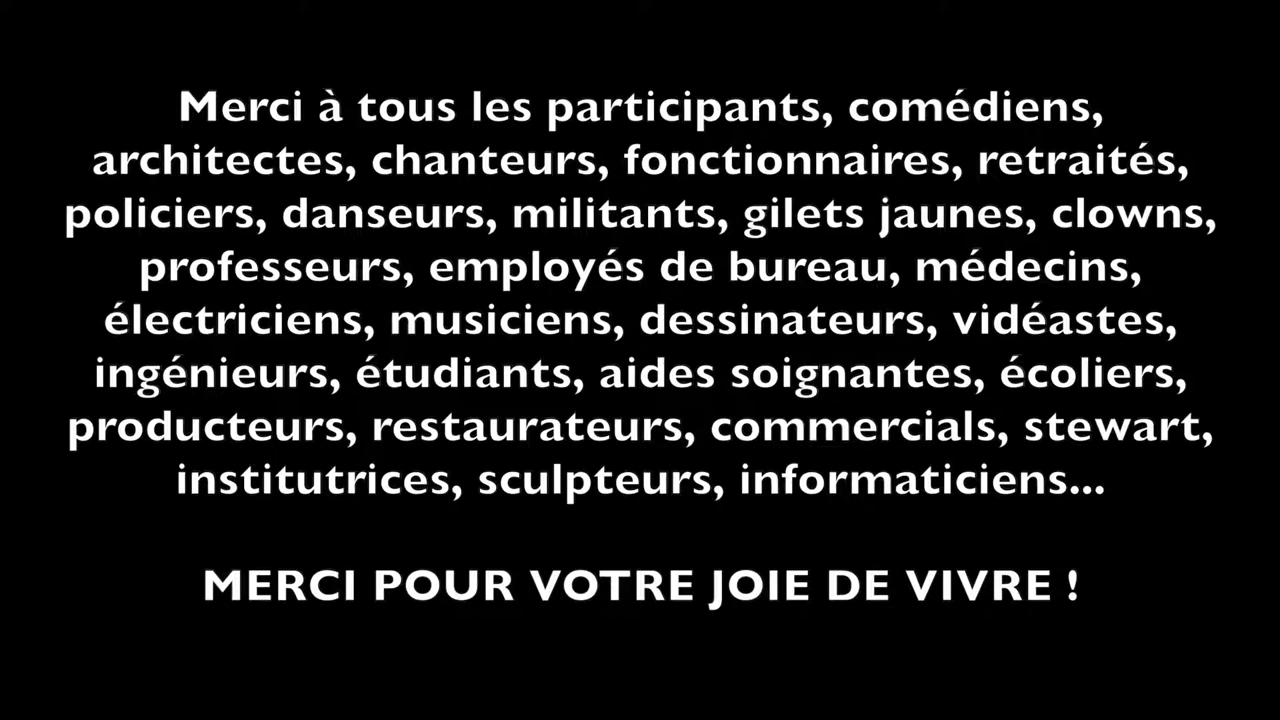 Merci à tous les participants, comédiens,
architectes, chanteurs, fonctionnaires, retraités,
policiers, danseurs, militants, gilets jaunes, clowns,
professeurs, employés de bureau, médecins,
électriciens, musiciens, dessinateurs, vidéastes,
ingénieurs, étudiants, aides soignantes, écoliers,
producteurs, restaurateurs, commercials, stewart,
institutrices, sculpteurs, informaticiens...
MERCI POUR VOTRE JOIE DE VIVRE !